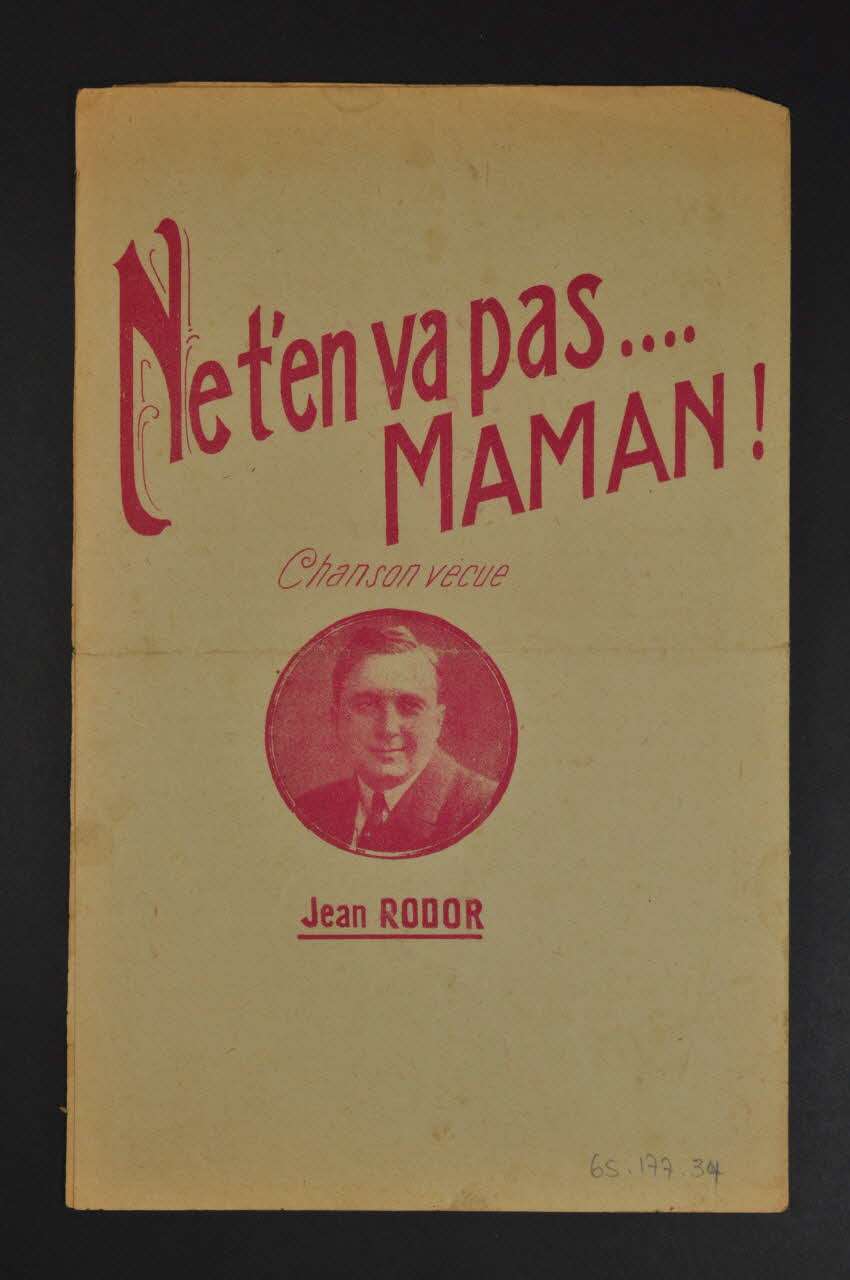 Ne t'en va pas....
MAMAN !
Chanson vécue
Jean RODOR
65.177.34